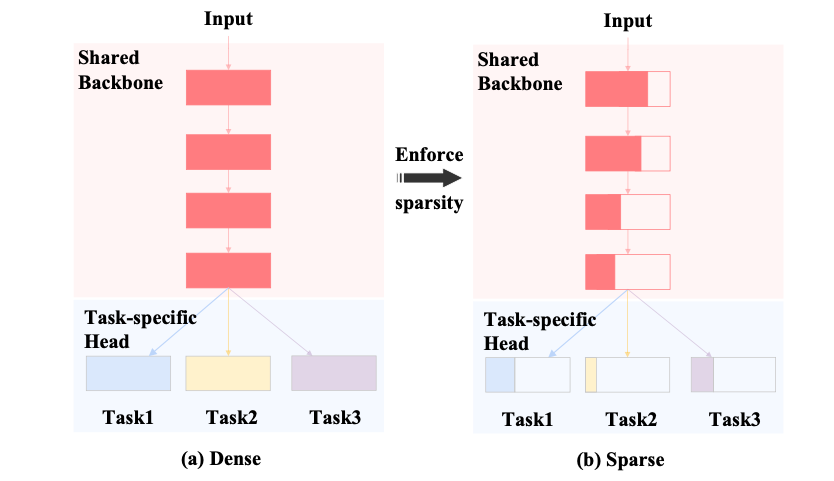 Input
Shared
Backbone
Task-specific
Head
Task1 Task2 Task3
(a) Dense
Enforce
sparsity
Input
Shared
Backbone
Task-specific
Head
Task1 Task2 Task3
(b) Sparse